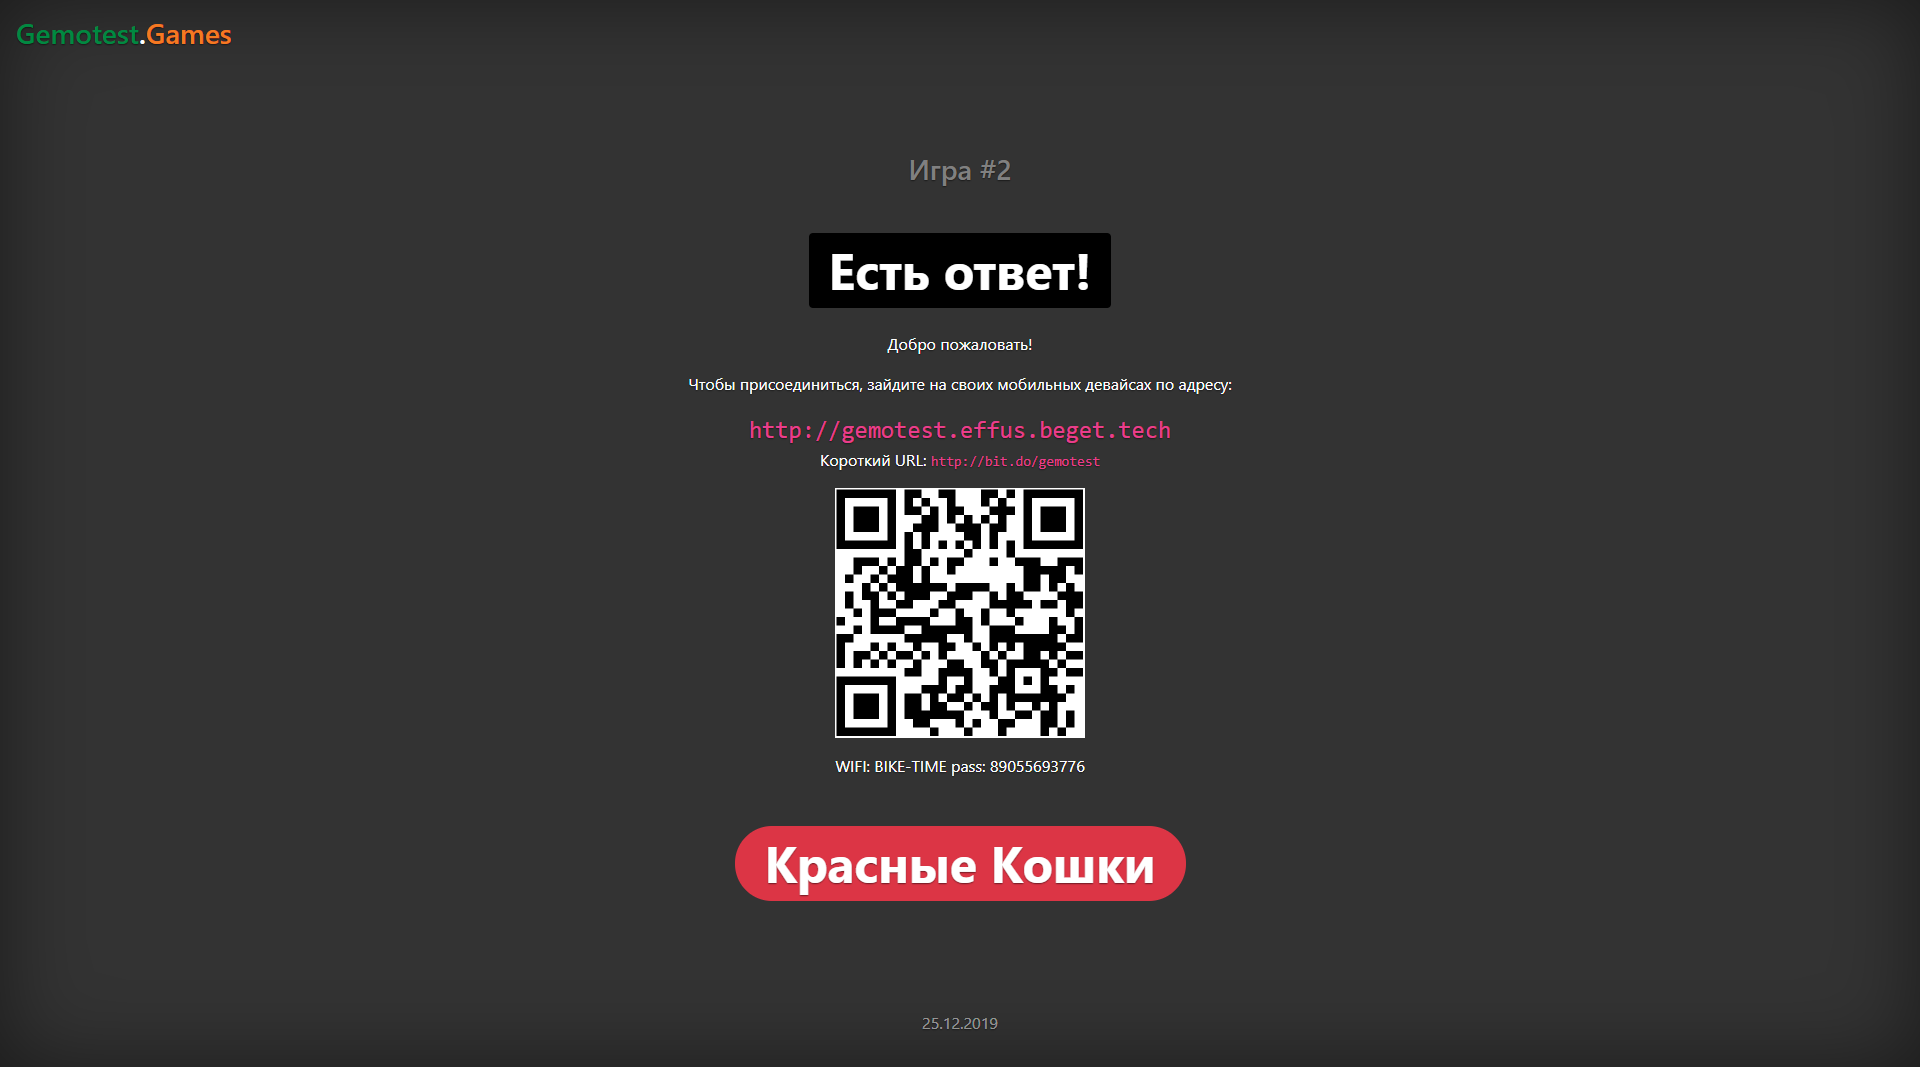 Gemotest.Games
Игра #2
Есть ответ!
Добро пожаловать!
Чтобы присоединиться, зайдите на своих мобильных девайсах по адресу:
http://gemotest.effus.beget.tech
Короткий URL: http://bit.do/gemotest
WIFI: BIKE-TIME pass: 89055693776
Красные Кошки
25.12.2019